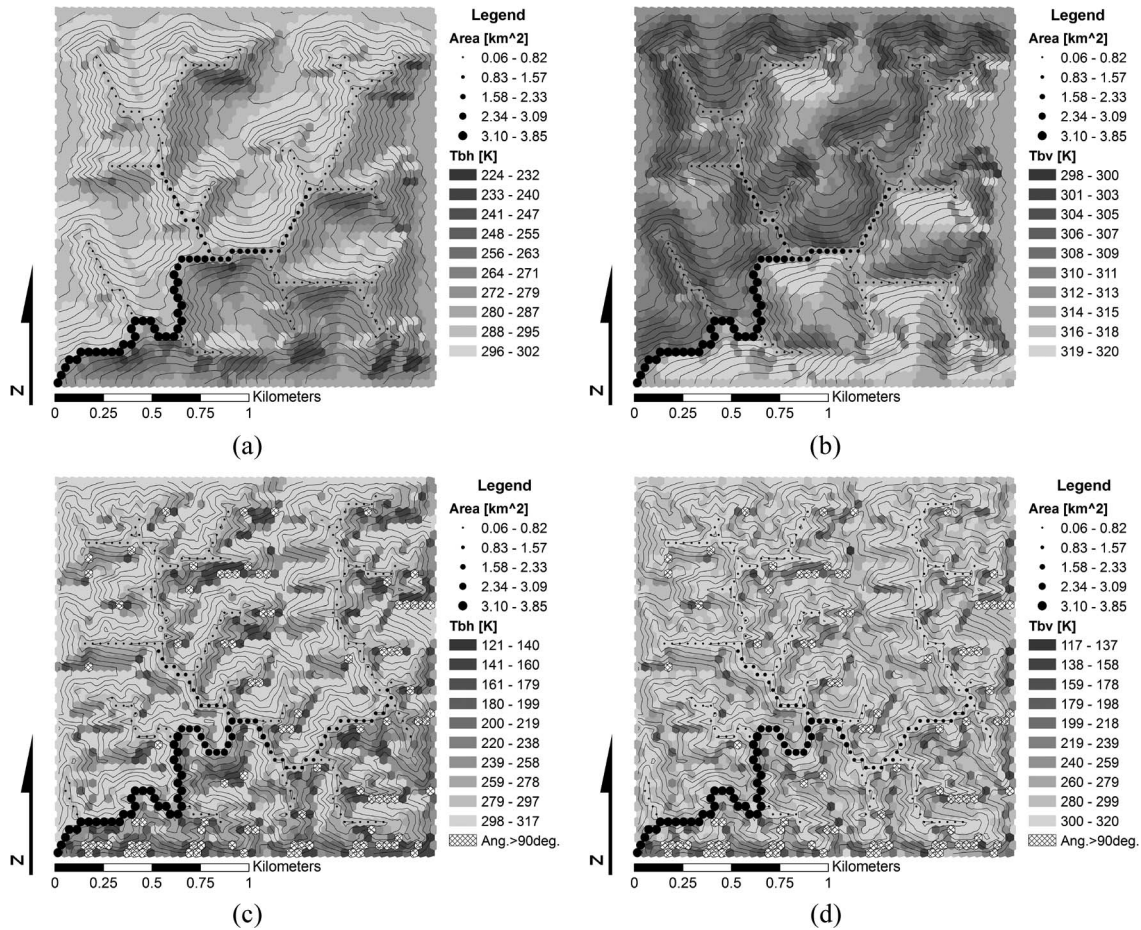 Legend
Area [km^2]
0.06 - 0.82
0.83 - 1.57
1.58 - 2.33
2.34 - 3.09
3.10 - 3.85
Tbh [K]
224 - 232
233 - 240
241 - 247
248 - 255
256 - 263
264 - 271
272 - 279
280 - 287
288 - 295
296 - 302
N
Kilometers
0 0.25 0.5 0.75 1
(a)
Legend
Area [km^2]
0.06 - 0.82
0.83 - 1.57
1.58 - 2.33
2.34 - 3.09
3.10 - 3.85
Tbv [K]
298 - 300
301 - 303
304 - 305
306 - 307
308 - 309
310 - 311
312 - 313
314 - 315
316 - 318
319 - 320
N
Kilometers
0 0.25 0.5 0.75 1
(b)
Legend
Area [km^2]
0.06 - 0.82
0.83 - 1.57
1.58 - 2.33
2.34 - 3.09
3.10 - 3.85
Tbh [K]
121 - 140
141 - 160
161 - 179
180 - 199
200 - 219
220 - 238
239 - 258
259 - 278
279 - 297
298 - 317
Ang.>90deg.
N
Kilometers
0 0.25 0.5 0.75 1
(c)
Legend
Area [km^2]
0.06 - 0.82
0.83 - 1.57
1.58 - 2.33
2.34 - 3.09
3.10 - 3.85
Tbv [K]
117 - 137
138 - 158
159 - 178
179 - 198
199 - 218
219 - 239
240 - 259
260 - 279
280 - 299
300 - 320
Ang.>90deg.
N
Kilometers
0 0.25 0.5 0.75 1
(d)